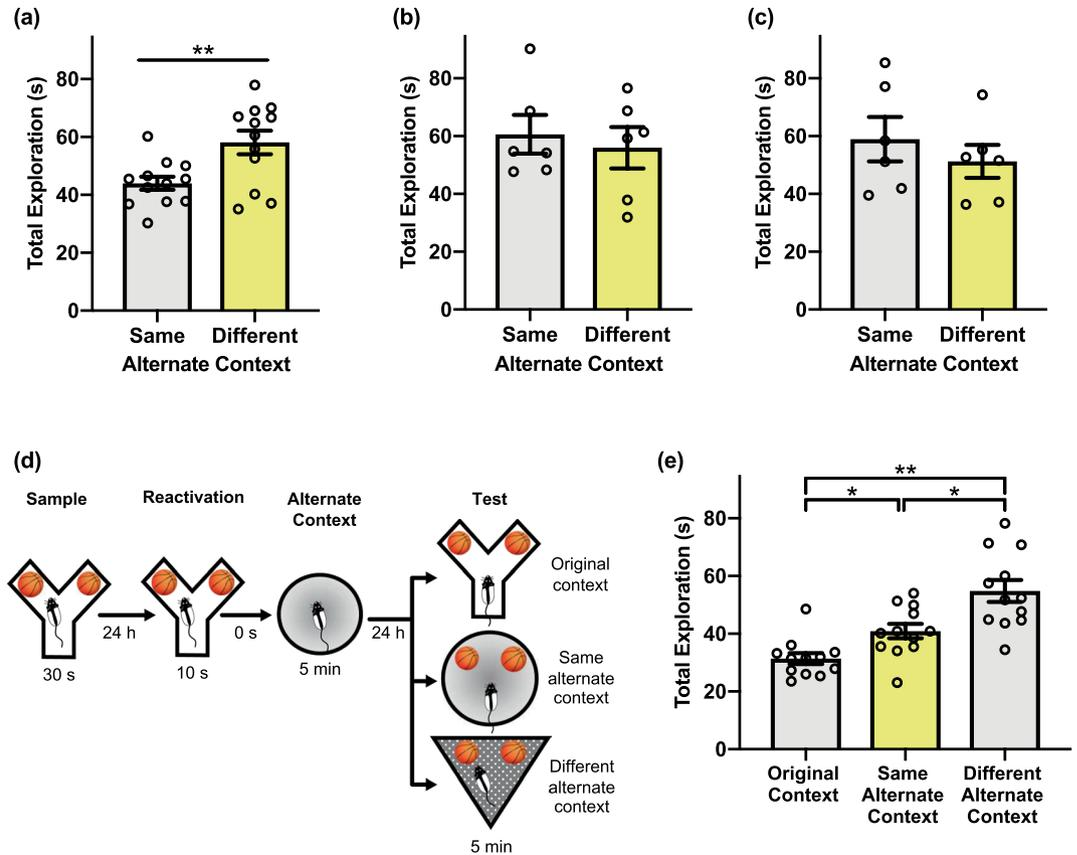 (a)
**
Total Exploration (s)
80
60
40
20
0
Same
Different
Alternate Context
(b)
Total Exploration (s)
80
60
40
20
0
Same
Different
Alternate Context
(c)
Total Exploration (s)
80
60
40
20
0
Same
Different
Alternate Context
(d)
Sample
Reactivation
Alternate
Context
Test
30 s
24 h
10 s
0 s
5 min
24 h
Original
context
Same
alternate
context
Different
alternate
context
5 min
(e)
**
*
*
Total Exploration (s)
80
60
40
20
0
Original
Context
Same
Alternate
Context
Different
Alternate
Context